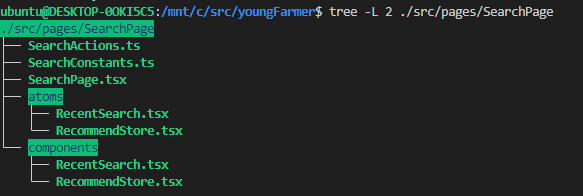 ubuntu@DESKTOP-0OKI5C5:/mnt/c/src/youngFarmer$ tree -L 2 ./src/pages/SearchPage
./src/pages/SearchPage
├── SearchActions.ts
├── SearchConstants.ts
├── SearchPage.tsx
├── atoms
│   ├── RecentSearch.tsx
│   └── RecommendStore.tsx
└── components
    ├── RecentSearch.tsx
    └── RecommendStore.tsx